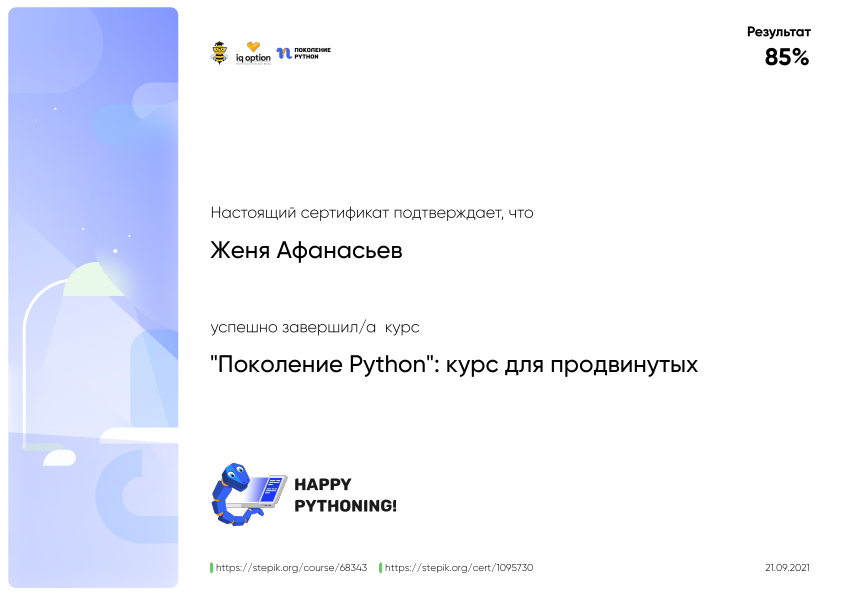 Результат
85%
iq option
ПОКОЛЕНИЕ
PYTHON
Настоящий сертификат подтверждает, что
Женя Афанасьев
успешно завершил/а курс
"Поколение Python": курс для продвинутых
HAPPY
PYTHONING!
https://stepik.org/course/68343 https://stepik.org/cert/1095730 21.09.2021